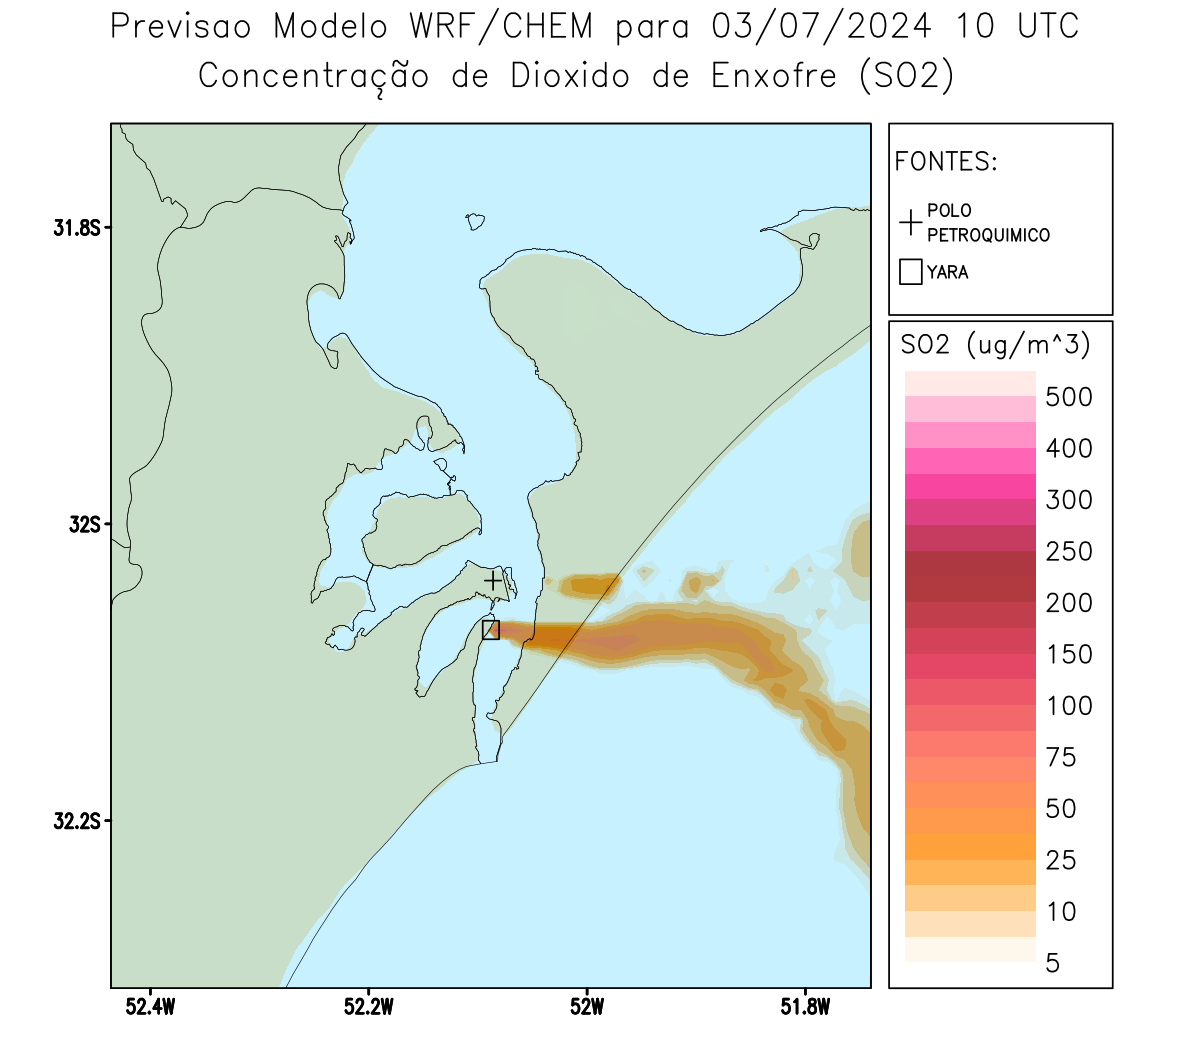 Previsao Modelo WRF/CHEM para 03/07/2024 10 UTC
Concentração de Dioxido de Enxofre (SO2)
FONTES:
POLO
PETROQUIMICO
YARA
31.8S
32S
32.2S
52.4W
52.2W
52W
51.8W
SO2 (ug/m^3)
500
400
300
250
200
150
100
75
50
25
10
5